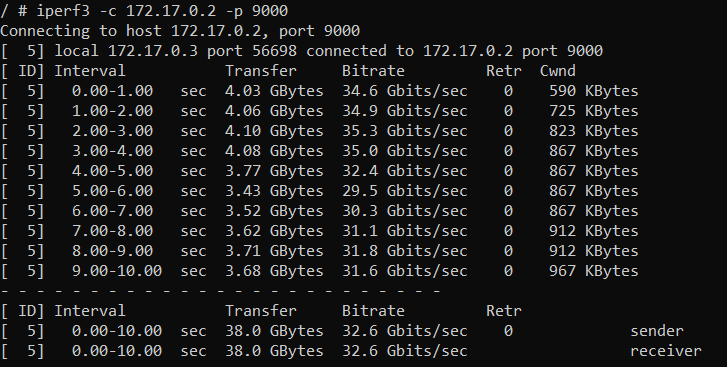 / # iperf3 -c 172.17.0.2 -p 9000
Connecting to host 172.17.0.2, port 9000
[  5] local 172.17.0.3 port 56698 connected to 172.17.0.2 port 9000
[ ID] Interval           Transfer     Bitrate         Retr  Cwnd
[  5]   0.00-1.00   sec  4.03 GBytes  34.6 Gbits/sec    0    590 KBytes
[  5]   1.00-2.00   sec  4.06 GBytes  34.9 Gbits/sec    0    725 KBytes
[  5]   2.00-3.00   sec  4.10 GBytes  35.3 Gbits/sec    0    823 KBytes
[  5]   3.00-4.00   sec  4.08 GBytes  35.0 Gbits/sec    0    867 KBytes
[  5]   4.00-5.00   sec  3.77 GBytes  32.4 Gbits/sec    0    867 KBytes
[  5]   5.00-6.00   sec  3.43 GBytes  29.5 Gbits/sec    0    867 KBytes
[  5]   6.00-7.00   sec  3.52 GBytes  30.3 Gbits/sec    0    867 KBytes
[  5]   7.00-8.00   sec  3.62 GBytes  31.1 Gbits/sec    0    912 KBytes
[  5]   8.00-9.00   sec  3.71 GBytes  31.8 Gbits/sec    0    912 KBytes
[  5]   9.00-10.00  sec  3.68 GBytes  31.6 Gbits/sec    0    967 KBytes
- - - - - - - - - - - - - - - - - - - - - - - - -
[ ID] Interval           Transfer     Bitrate         Retr
[  5]   0.00-10.00  sec  38.0 GBytes  32.6 Gbits/sec    0             sender
[  5]   0.00-10.00  sec  38.0 GBytes  32.6 Gbits/sec                  receiver